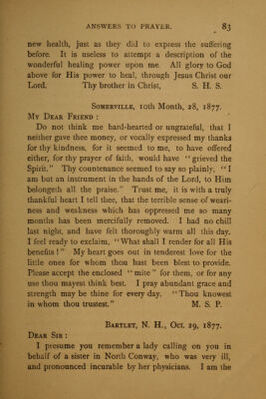 ANSWERS TO PRAYER. 83
new health, just as they did to express the suffering
before. It is useless to attempt a description of the
wonderful healing power upon me. All glory to God
above for His power to heal, through Jesus Christ our
Lord. Thy brother in Christ, S. H. S.
SOMERVILLE, 10th Month, 28, 1877.
MY DEAR FRIEND :
Do not think me hard-hearted or ungrateful, that I
neither gave thee money, or vocally expressed my thanks
for thy kindness, for it seemed to me, to have offered
either, for thy prayer of faith, would have "grieved the
Spirit." Thy countenance seemed to say so plainly, "I
am but an instrument in the hands of the Lord, to Him
belongeth all the praise." Trust me, it is with a truly
thankful heart I tell thee, that the terrible sense of weari-
ness and weakness which has oppressed me so many
months has been mercifully removed. I had no chill
last night, and have felt thoroughly warm all this day.
I feel ready to exclaim, "What shall I render for all His
benefits!" My heart goes out in tenderest love for the
little ones for whom thou hast been blest to provide.
Please accept the enclosed "mite" for them, or for any
use thou mayest think best. I pray abundant grace and
strength may be thine for every day. "Thou knowest
in whom thou trustest." M. S. P.
BARTLET, N. H., Oct. 29, 1877.
DEAR SIR :
I presume you remember a lady calling on you in
behalf of a sister in North Conway, who was very ill,
and pronounced incurable by her physicians. I am the